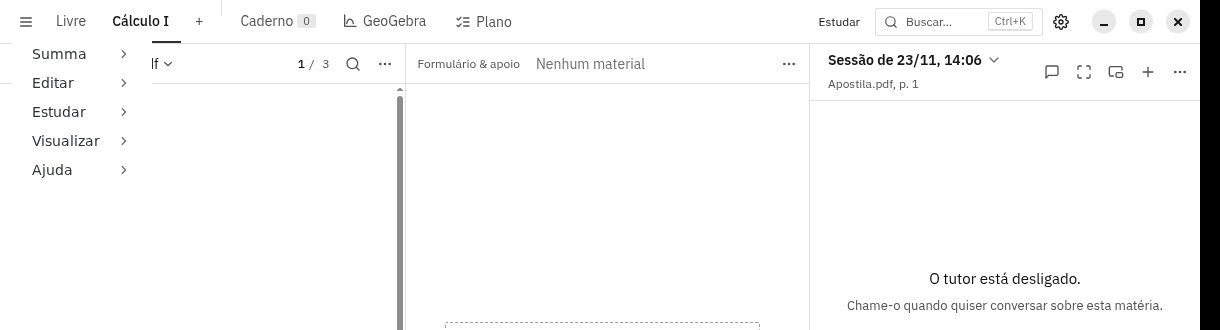 Livre Cálculo I + Caderno 0 GeoGebra Plano Estudar Buscar... Ctrl+K
Summa
Editar
Estudar
Visualizar
Ajuda
1 / 3
Formulário & apoio Nenhum material
Sessão de 23/11, 14:06
Apostila.pdf, p. 1
O tutor está desligado.
Chame-o quando quiser conversar sobre esta matéria.